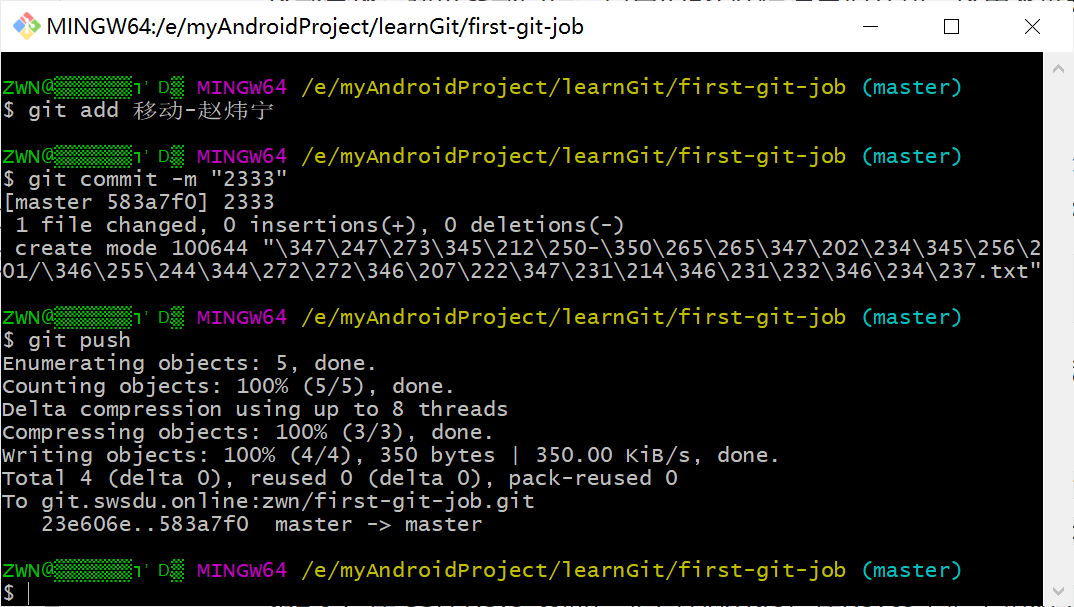 MINGW64:/e/myAndroidProject/learnGit/first-git-job
ZWN@ MINGW64 /e/myAndroidProject/learnGit/first-git-job (master)
$ git add 移动-赵炜宁
ZWN@ MINGW64 /e/myAndroidProject/learnGit/first-git-job (master)
$ git commit -m "2333"
[master 583a7f0] 2333
 1 file changed, 0 insertions(+), 0 deletions(-)
 create mode 100644 "\347\247\273\345\212\250-\350\265\265\347\202\234\345\256\2
01/\346\255\244\344\272\272\346\207\222\347\231\214\346\231\232\346\234\237.txt"
ZWN@ MINGW64 /e/myAndroidProject/learnGit/first-git-job (master)
$ git push
Enumerating objects: 5, done.
Counting objects: 100% (5/5), done.
Delta compression using up to 8 threads
Compressing objects: 100% (3/3), done.
Writing objects: 100% (4/4), 350 bytes | 350.00 KiB/s, done.
Total 4 (delta 0), reused 0 (delta 0), pack-reused 0
To git.swsdu.online:zwn/first-git-job.git
   23e606e..583a7f0  master -> master
ZWN@ MINGW64 /e/myAndroidProject/learnGit/first-git-job (master)
$